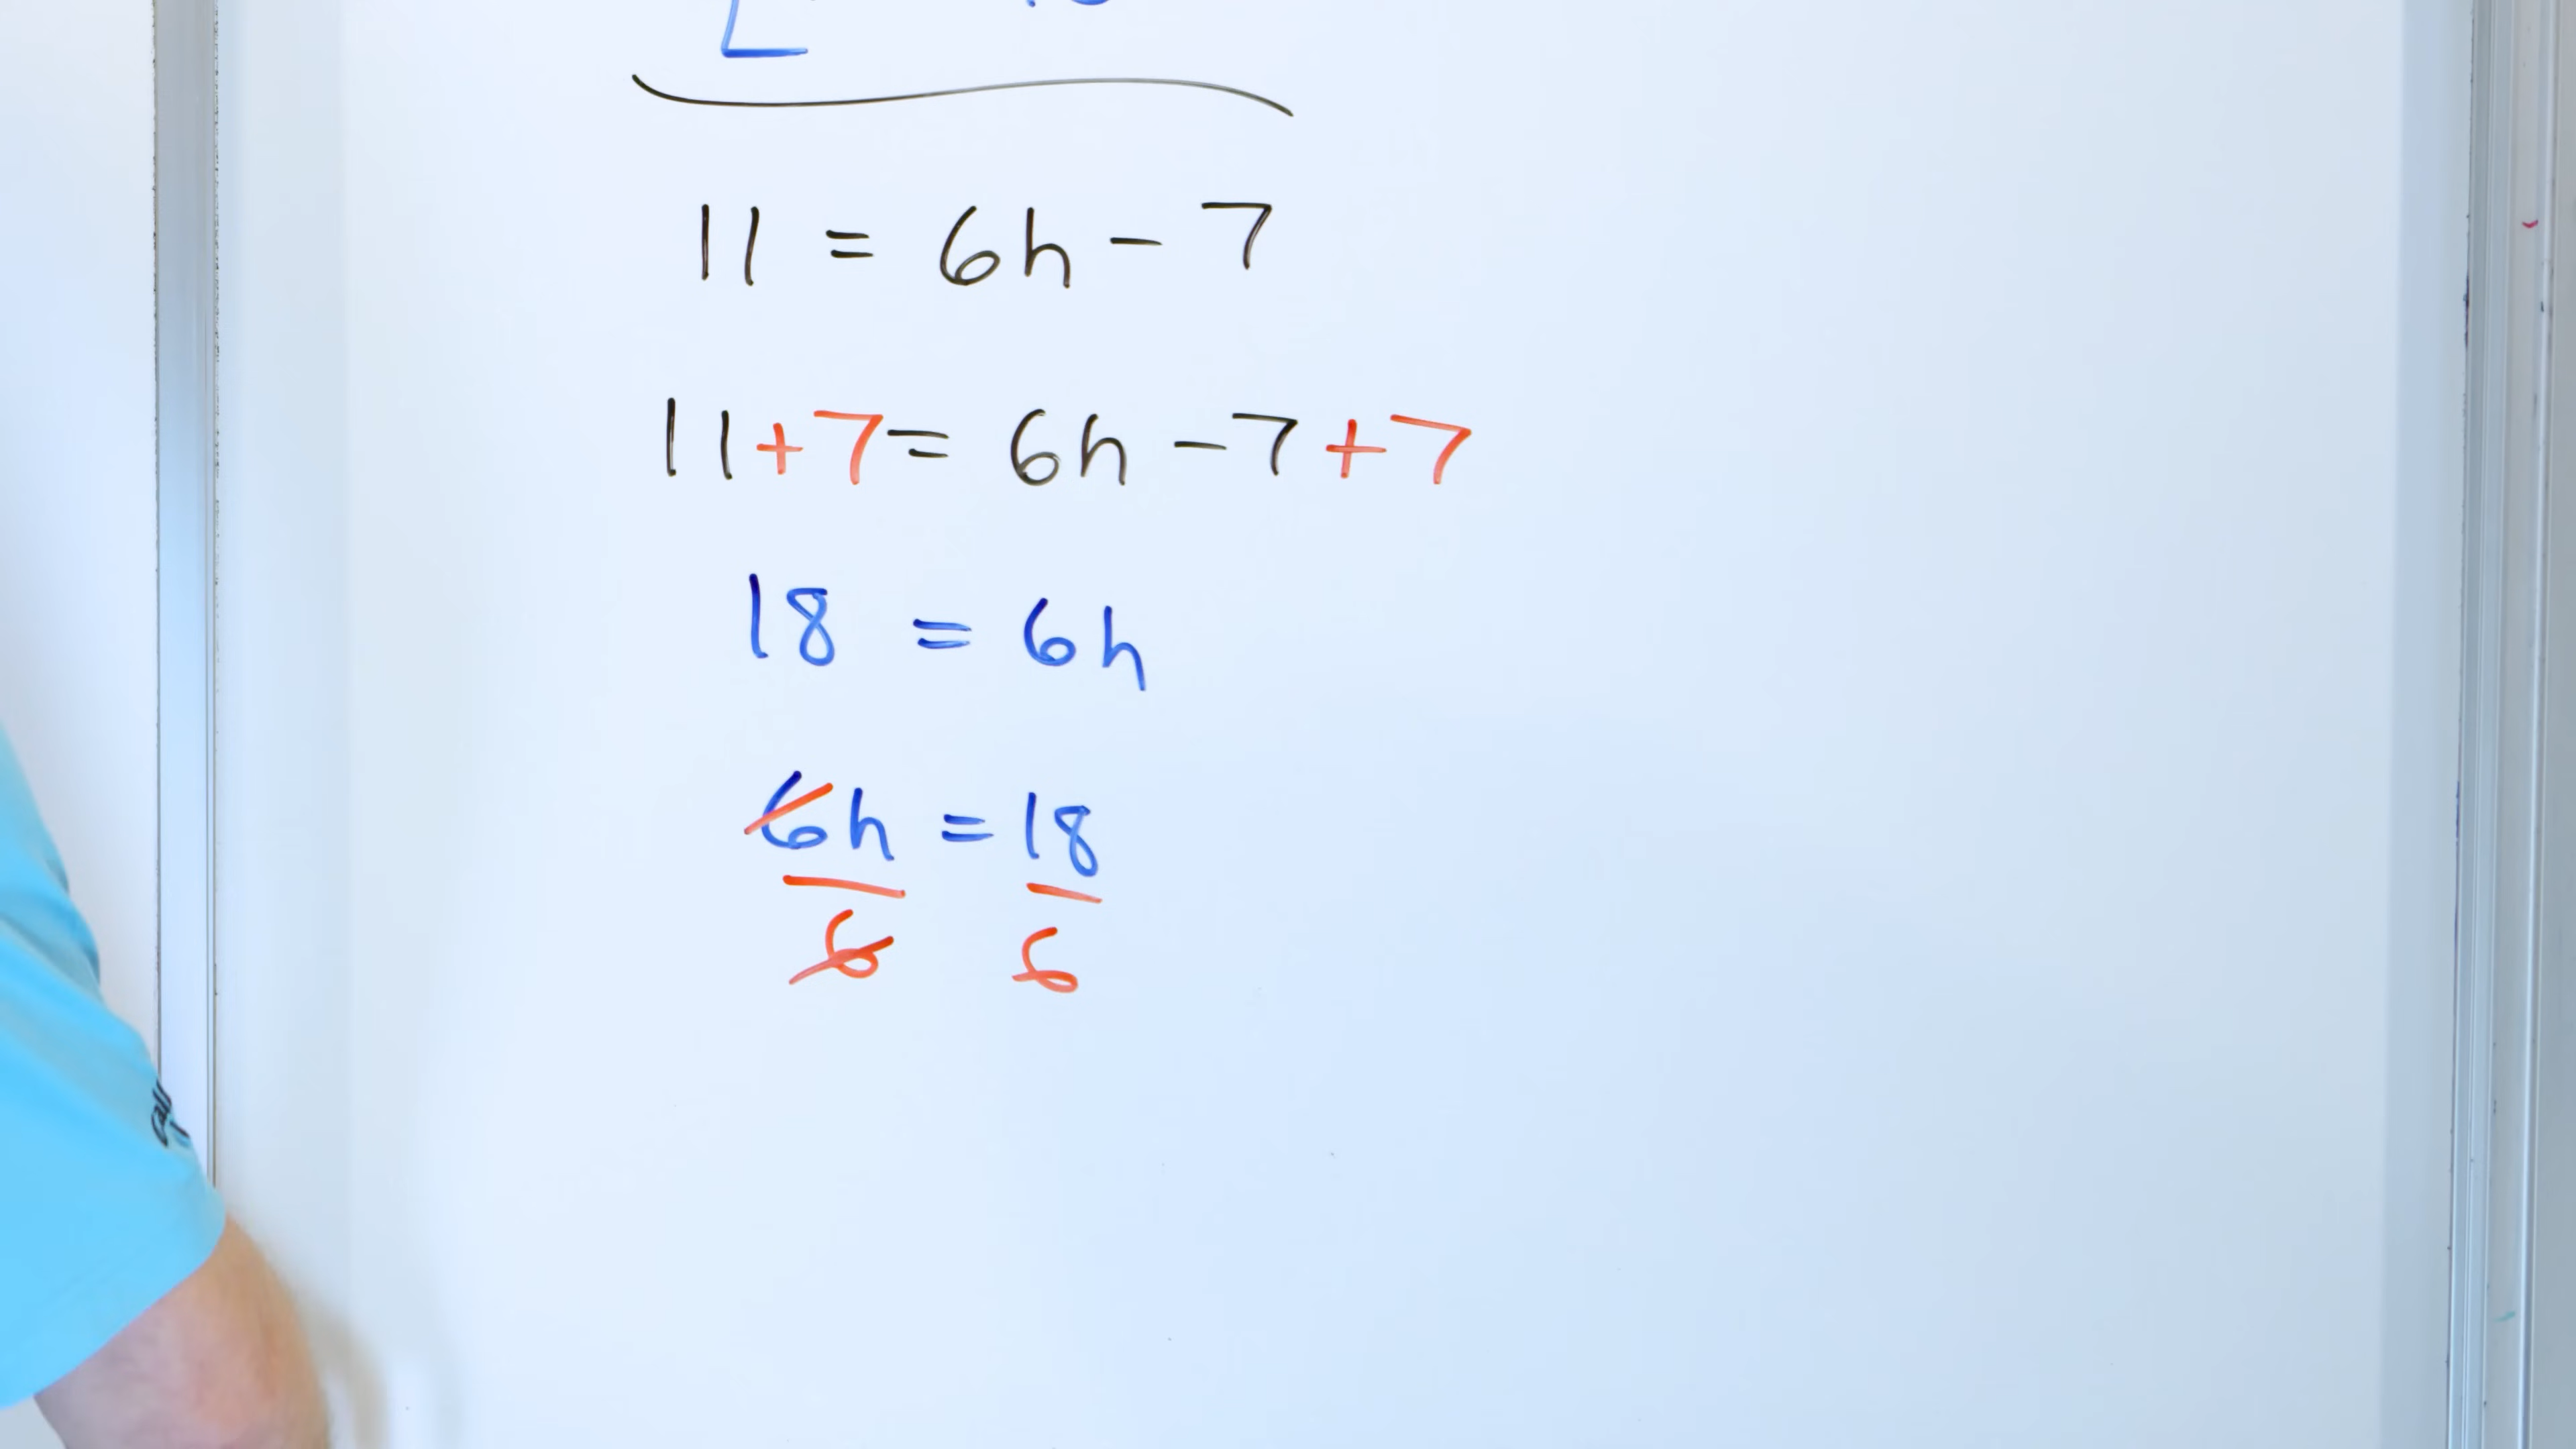 11 = 6h - 7
11 + 7 = 6h - 7 + 7
18 = 6h
6h = 18
6 6